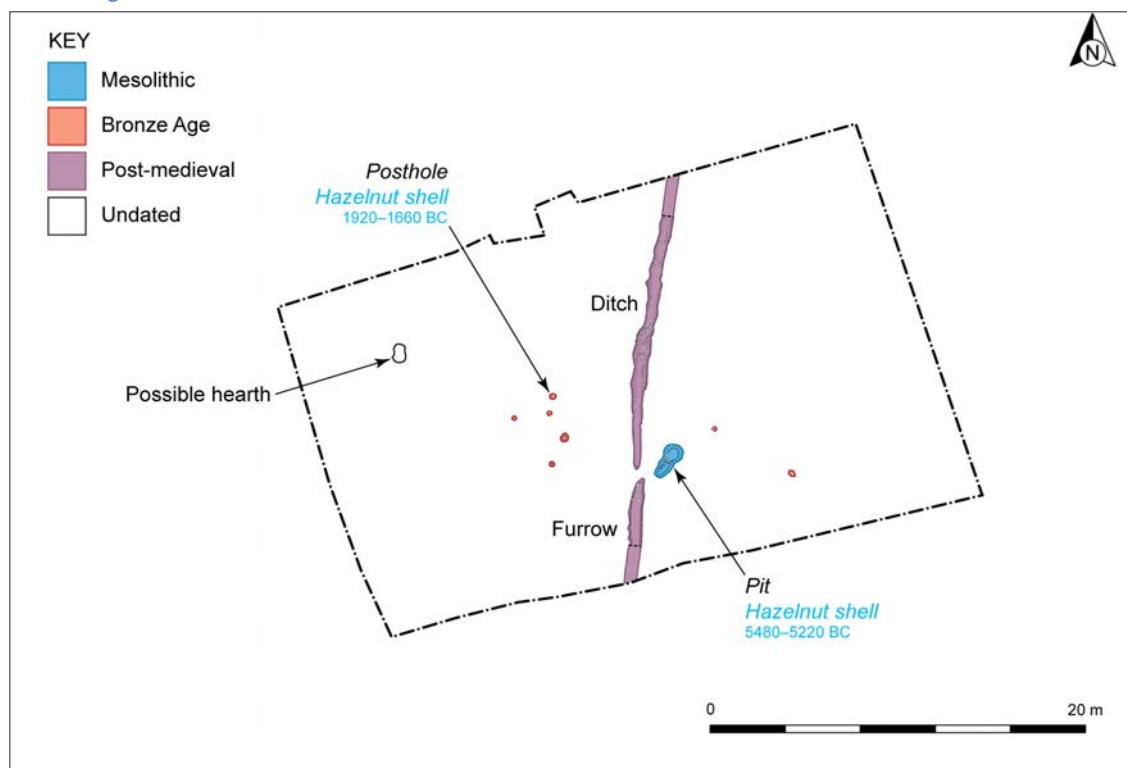 KEY
Mesolithic
Bronze Age
Post-medieval
Undated
N
Posthole
Hazelnut shell
1920–1660 BC
Ditch
Possible hearth
Furrow
Pit
Hazelnut shell
5480–5220 BC
0
20 m